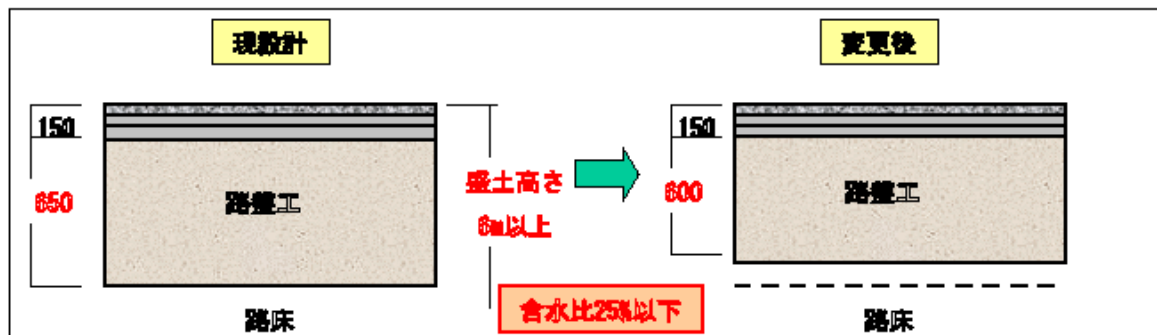 現設計
変更後
150
650
路盤工
盛土高さ
6m以上
150
600
路盤工
含水比25%以下
路床
路床